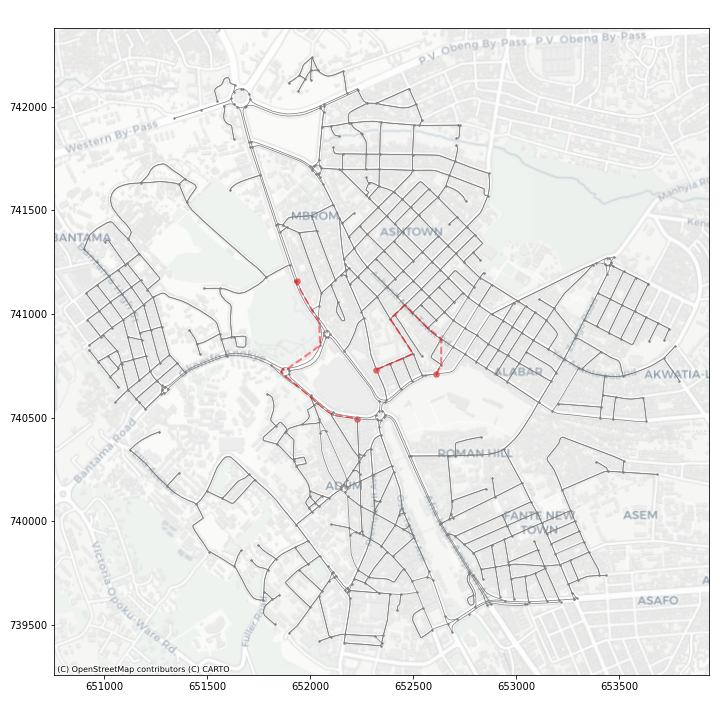 P.V. Obeng By-Pass P.V. Obeng By-Pass
Western By-Pass
Manhyia
MBROM
ASHTOWN
BANTAMA
ALABAR
AKWATIA-L
Bantama Road
ROMAN HILL
ADUM
FANTE NEW
TOWN
ASEM
Victoria Opoku-Ware Rd
Fuller Ro
ASAFO
(C) OpenStreetMap contributors (C) CARTO
742000
741500
741000
740500
740000
739500
651000 651500 652000 652500 653000 653500